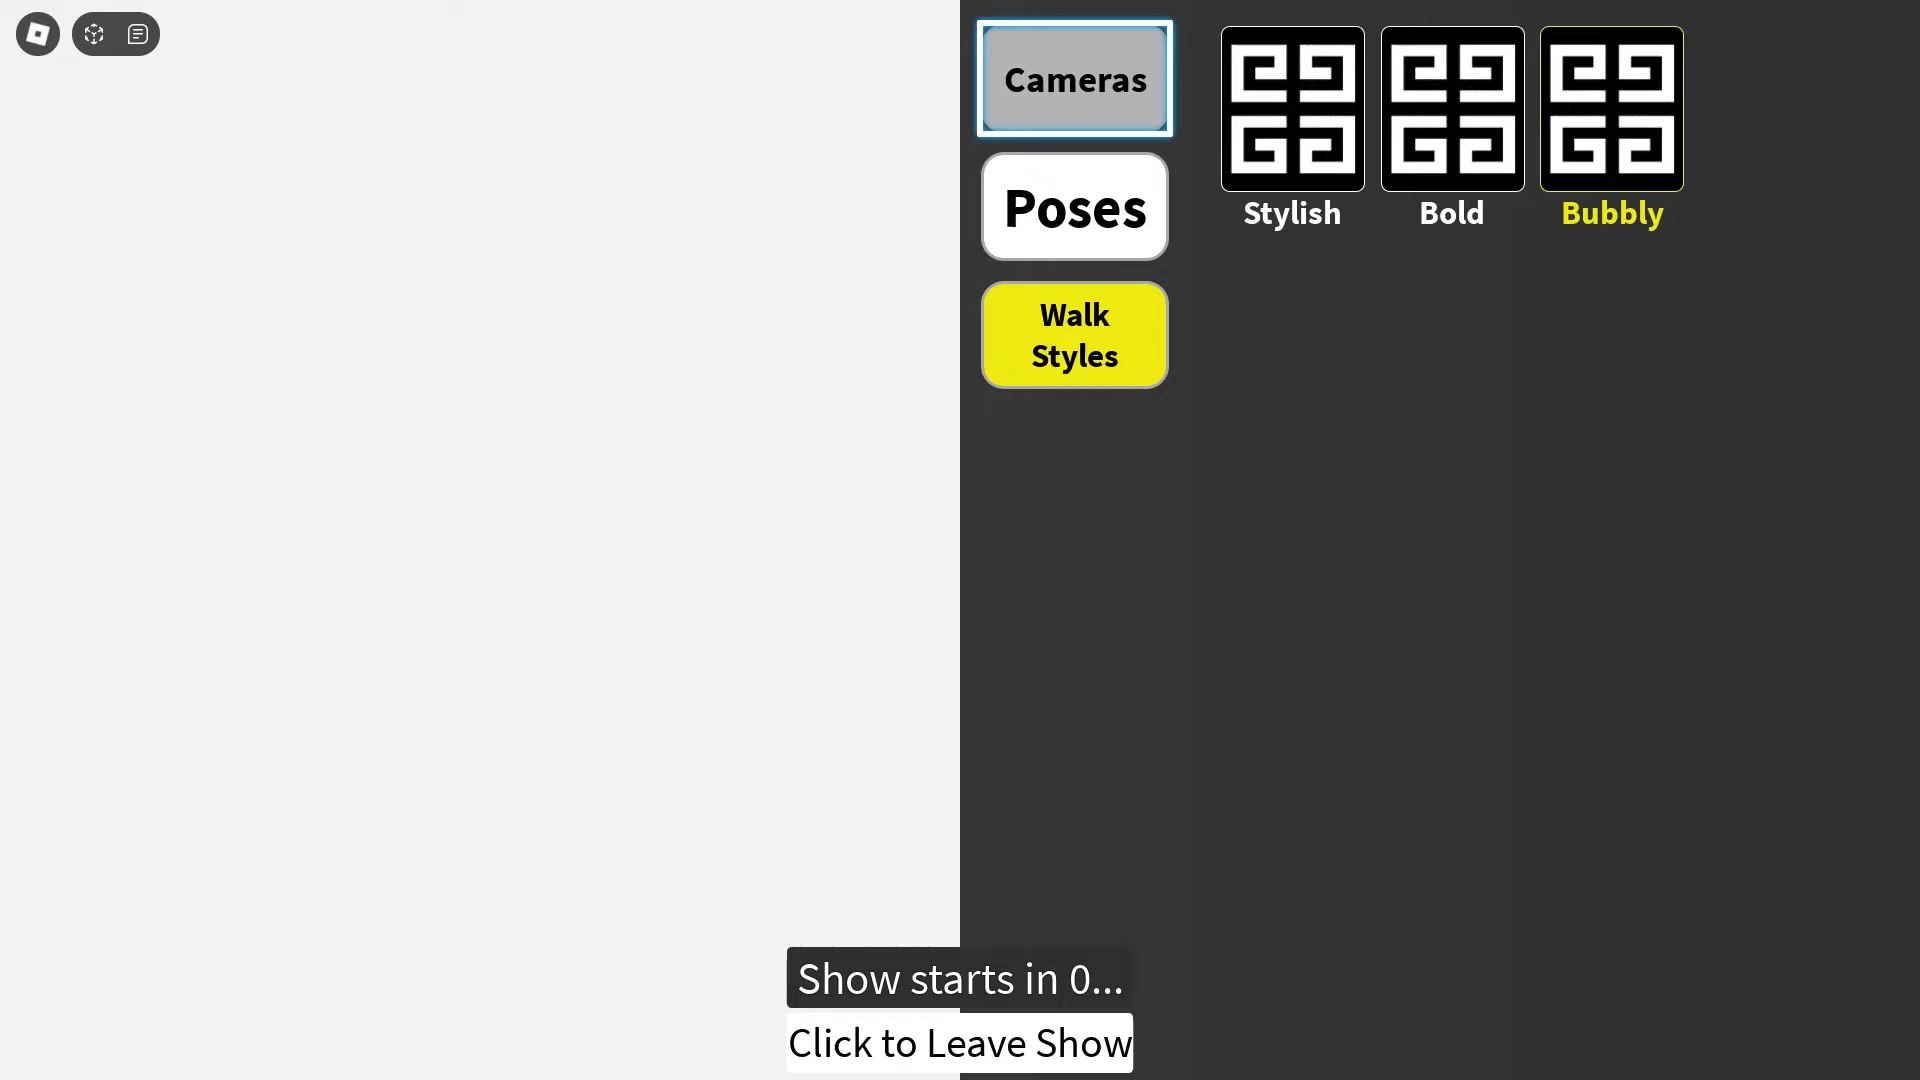 Cameras
Poses
Walk
Styles
Stylish
Bold
Bubbly
Show starts in 0...
Click to Leave Show